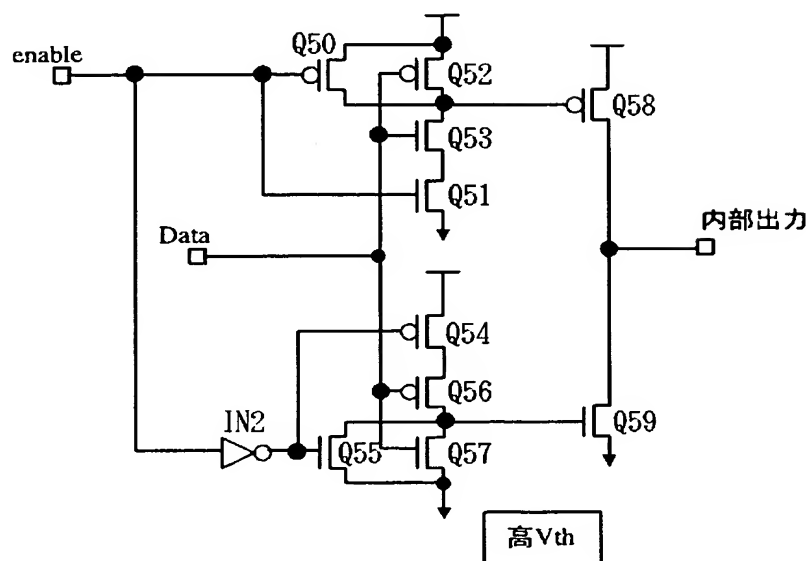 Q50
enable
Q52
Q58
Q53
Q51
Data
内部出力
Q54
Q56
IN2
Q55
Q57
Q59
高Vth